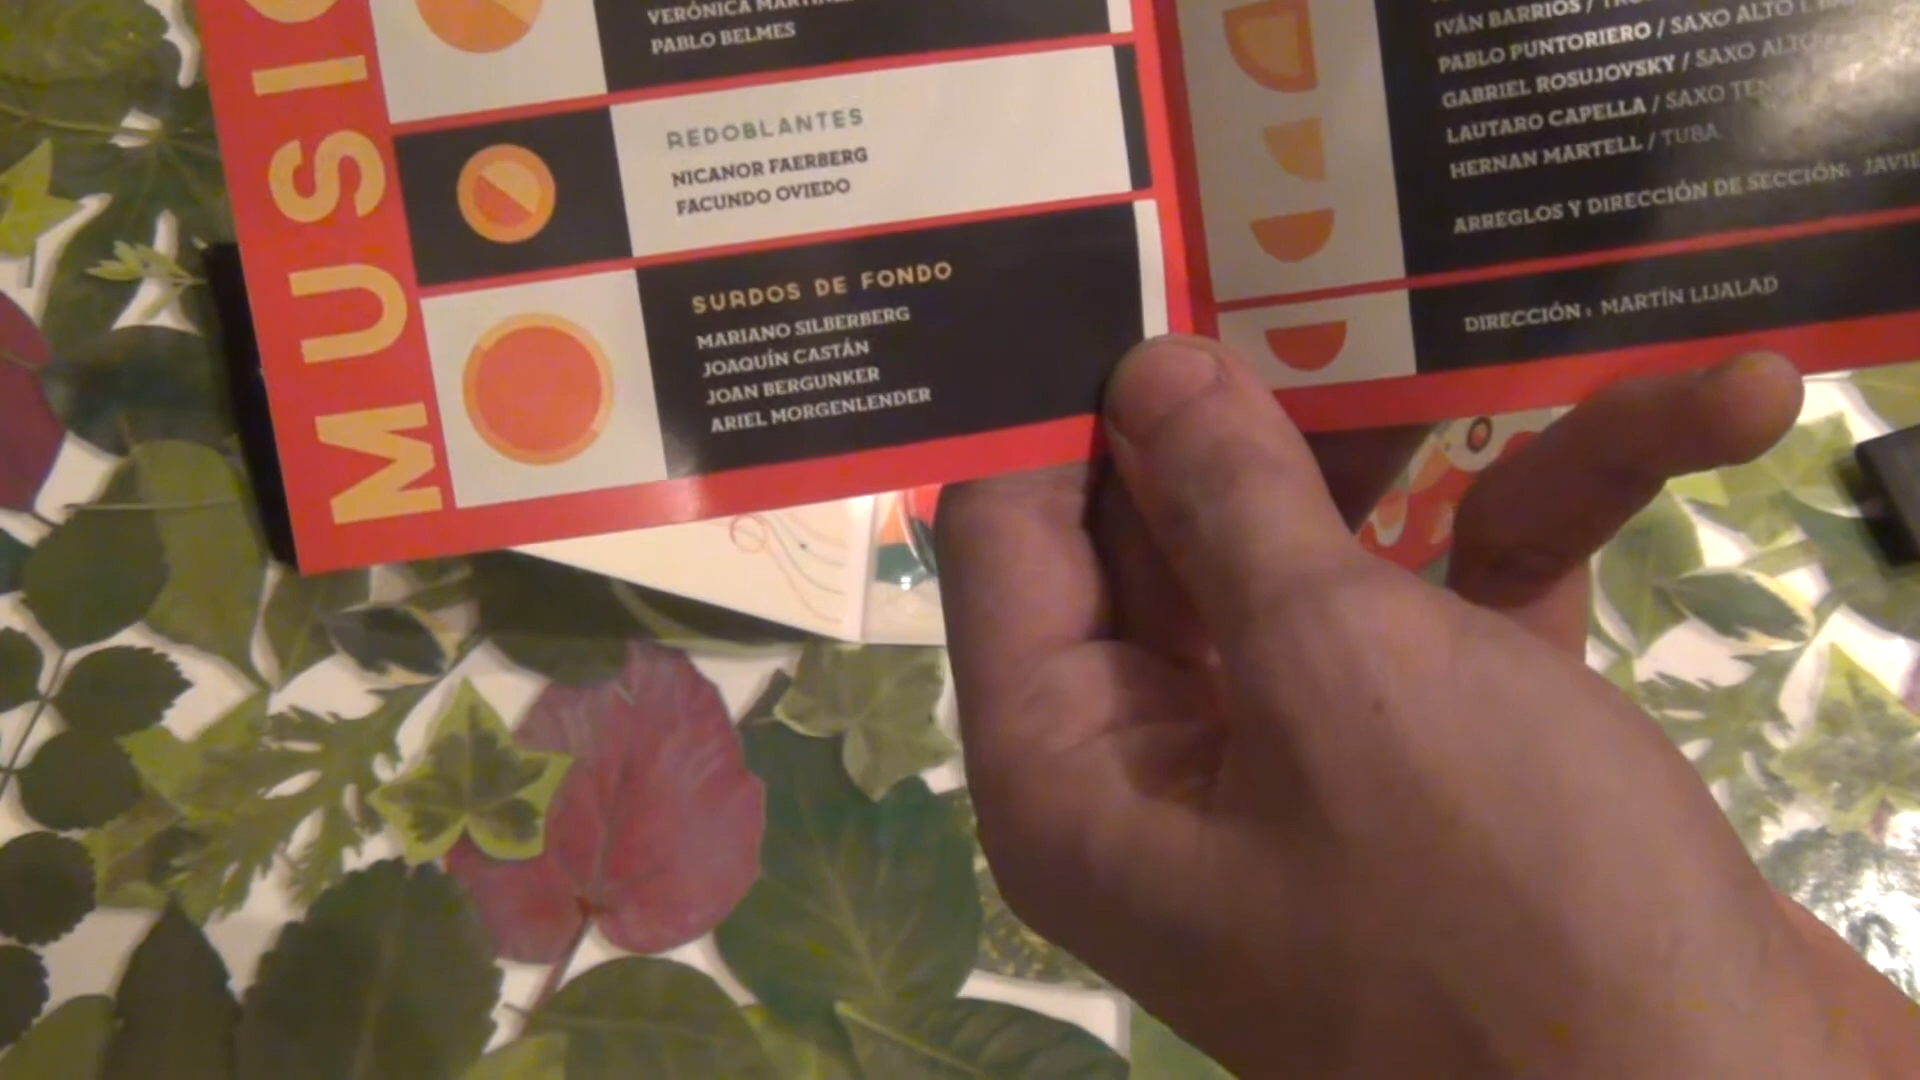 MUSIC
VERÓNICA
PABLO BELMES
REDOBLANTES
NICANOR FAERBERG
FACUNDO OVIEDO
SURDOS DE FONDO
MARIANO SILBERBERG
JOAQUÍN CASTÁN
JOAN BERGUNKER
ARIEL MORGENLENDER
IVÁN BARRIOS /
PABLO PUNTORIERO / SAXO ALTO
GABRIEL ROSUJOVSKY / SAXO ALTO
LAUTARO CAPELLA / SAXO
HERNAN MARTELL / TUBA
ARREGLOS Y DIRECCIÓN DE SECCIÓN:
DIRECCIÓN: MARTÍN LIJALAD